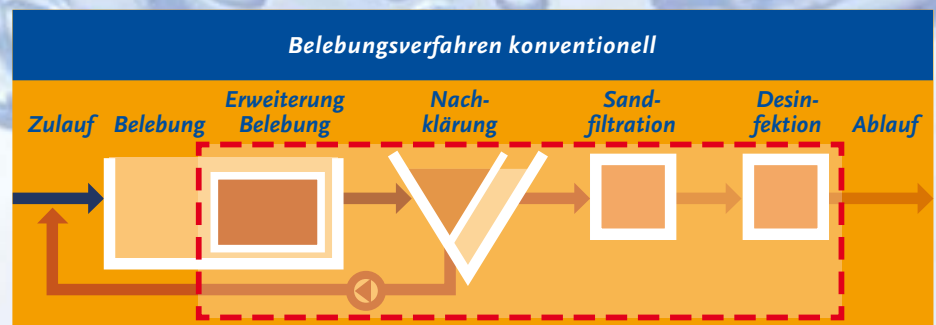 Belebungsverfahren konventionell
Zulauf
Belebung
Erweiterung
Belebung
Nach-
klärung
Sand-
filtration
Desin-
fektion
Ablauf